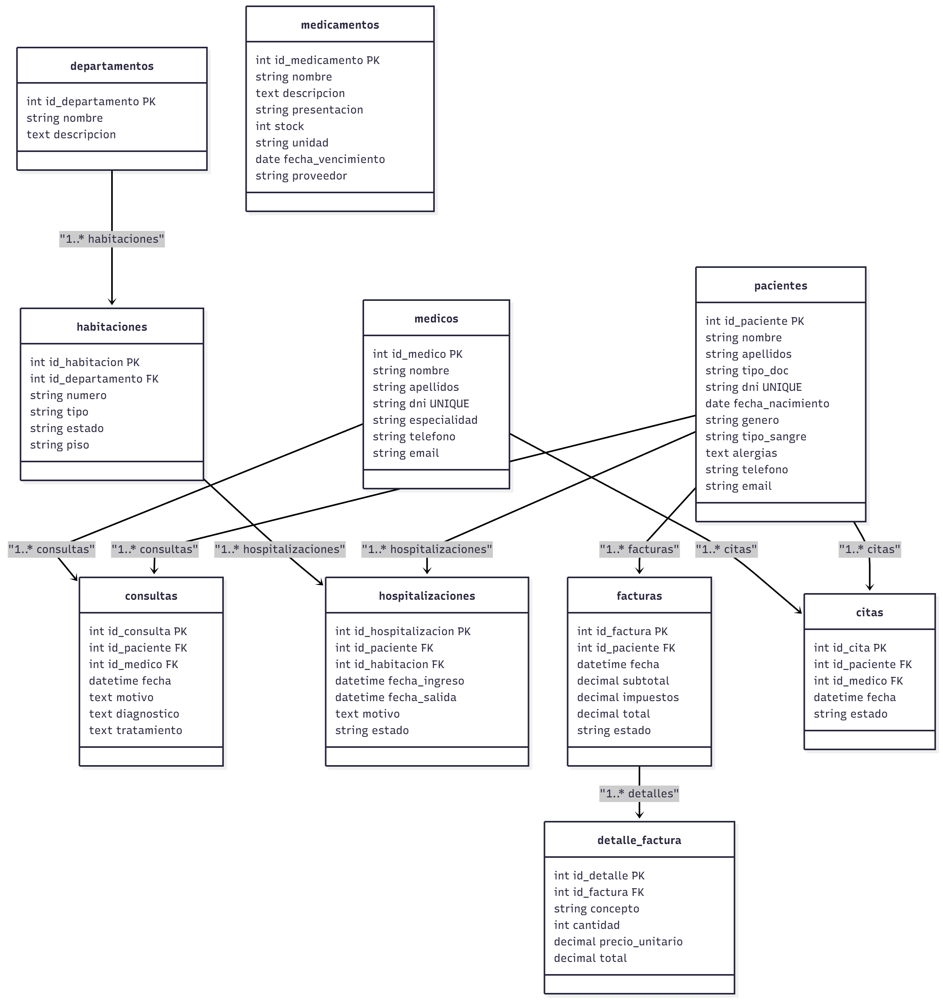 medicamentos
int id_medicamento PK
string nombre
text descripcion
string presentacion
int stock
string unidad
date fecha_vencimiento
string proveedor
departamentos
int id_departamento PK
string nombre
text descripcion
"1..* habitaciones"
habitaciones
int id_habitacion PK
int id_departamento FK
string numero
string tipo
string estado
string piso
medicos
int id_medico PK
string nombre
string apellidos
string dni UNIQUE
string especialidad
string telefono
string email
pacientes
int id_paciente PK
string nombre
string apellidos
string tipo_doc
string dni UNIQUE
date fecha_nacimiento
string genero
string tipo_sangre
text alergias
string telefono
string email
"1..* consultas"
"1..* consultas"
"1..* hospitalizaciones"
"1..* hospitalizaciones"
"1..* facturas"
"1..* citas"
"1..* citas"
consultas
int id_consulta PK
int id_paciente FK
int id_medico FK
datetime fecha
text motivo
text diagnostico
text tratamiento
hospitalizaciones
int id_hospitalizacion PK
int id_paciente FK
int id_habitacion FK
datetime fecha_ingreso
datetime fecha_salida
text motivo
string estado
facturas
int id_factura PK
int id_paciente FK
datetime fecha
decimal subtotal
decimal impuestos
decimal total
string estado
citas
int id_cita PK
int id_paciente FK
int id_medico FK
datetime fecha
string estado
"1..* detalles"
detalle_factura
int id_detalle PK
int id_factura FK
string concepto
int cantidad
decimal precio_unitario
decimal total